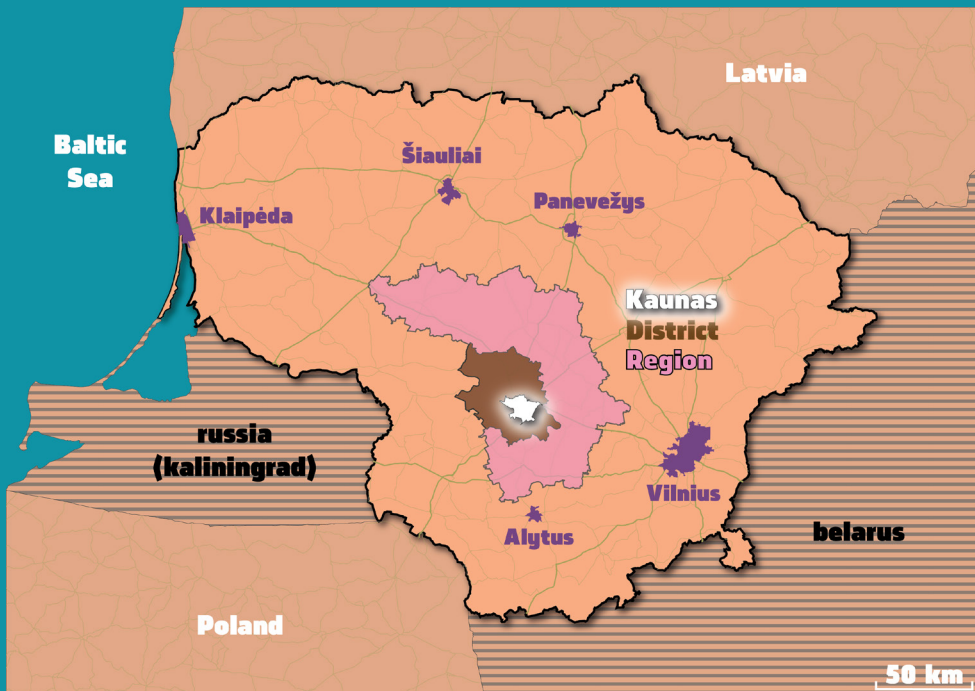 Latvia
Baltic
Sea
Šiauliai
Panevežys
Klaipėda
Kaunas
District
Region
russia
(kaliningrad)
Vilnius
belarus
Alytus
Poland
50 km